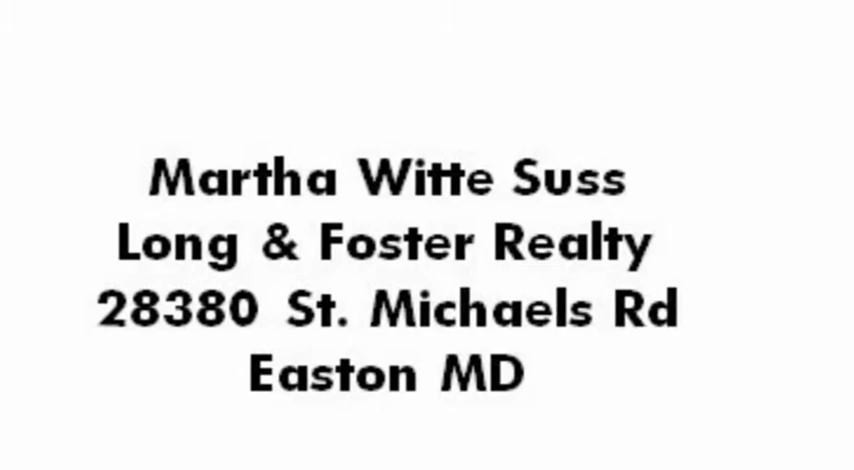 Martha Witte Suss
Long & Foster Realty
28380 St. Michaels Rd
Easton MD